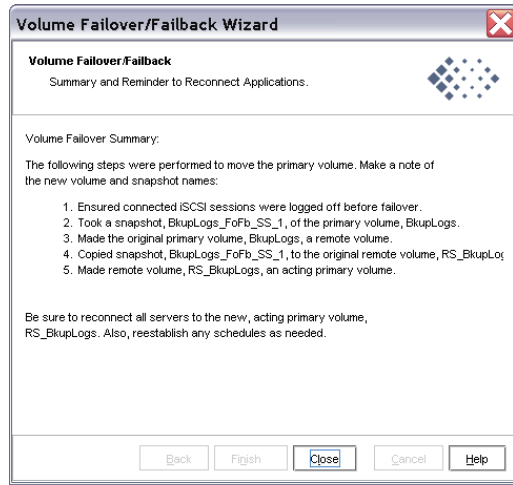 Volume Failover/Failback Wizard
Volume Failover/Failback
Summary and Reminder to Reconnect Applications.
Volume Failover Summary:
The following steps were performed to move the primary volume. Make a note of
the new volume and snapshot names:
1. Ensured connected iSCSI sessions were logged off before failover.
2. Took a snapshot, BkupLogs_FoFb_SS_1, of the primary volume, BkupLogs.
3. Made the original primary volume, BkupLogs, a remote volume.
4. Copied snapshot, BkupLogs_FoFb_SS_1, to the original remote volume, RS_BkupLog
5. Made remote volume, RS_BkupLogs, an acting primary volume.
Be sure to reconnect all servers to the new, acting primary volume,
RS_BkupLogs. Also, reestablish any schedules as needed.
Back Finish Close Cancel Help